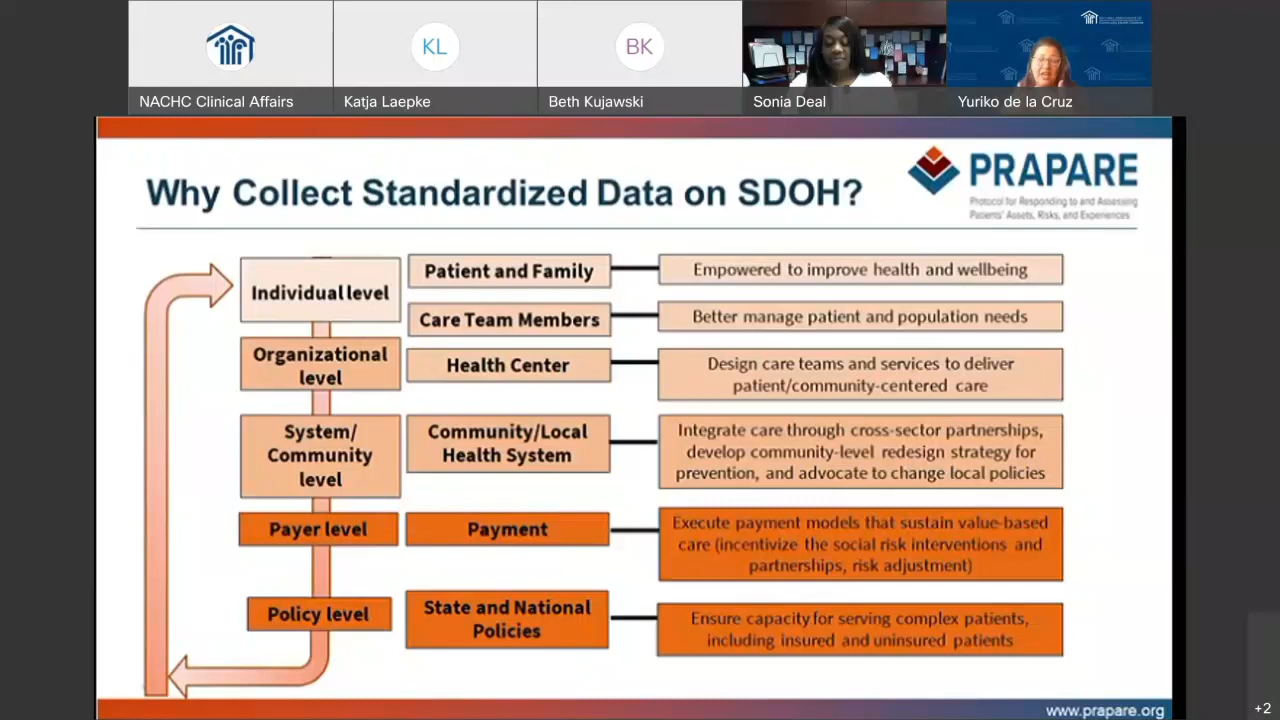 KL
BK
NACHC Clinical Affairs
Katja Laepke
Beth Kujawski
Sonia Deal
Yuriko de la Cruz
Why Collect Standardized Data on SDOH?
PRAPARE
Protocol for Responding to and Assessing
Patients' Assets, Risks, and Experiences
Individual level
Patient and Family
Empowered to improve health and wellbeing
Care Team Members
Better manage patient and population needs
Organizational
level
Health Center
Design care teams and services to deliver
patient/community-centered care
System/
Community
level
Community/Local
Health System
Integrate care through cross-sector partnerships,
develop community-level redesign strategy for
prevention, and advocate to change local policies
Payer level
Payment
Execute payment models that sustain value-based
care (incentivize the social risk interventions and
partnerships, risk adjustment)
Policy level
State and National
Policies
Ensure capacity for serving complex patients,
including insured and uninsured patients
www.prapare.org
+2